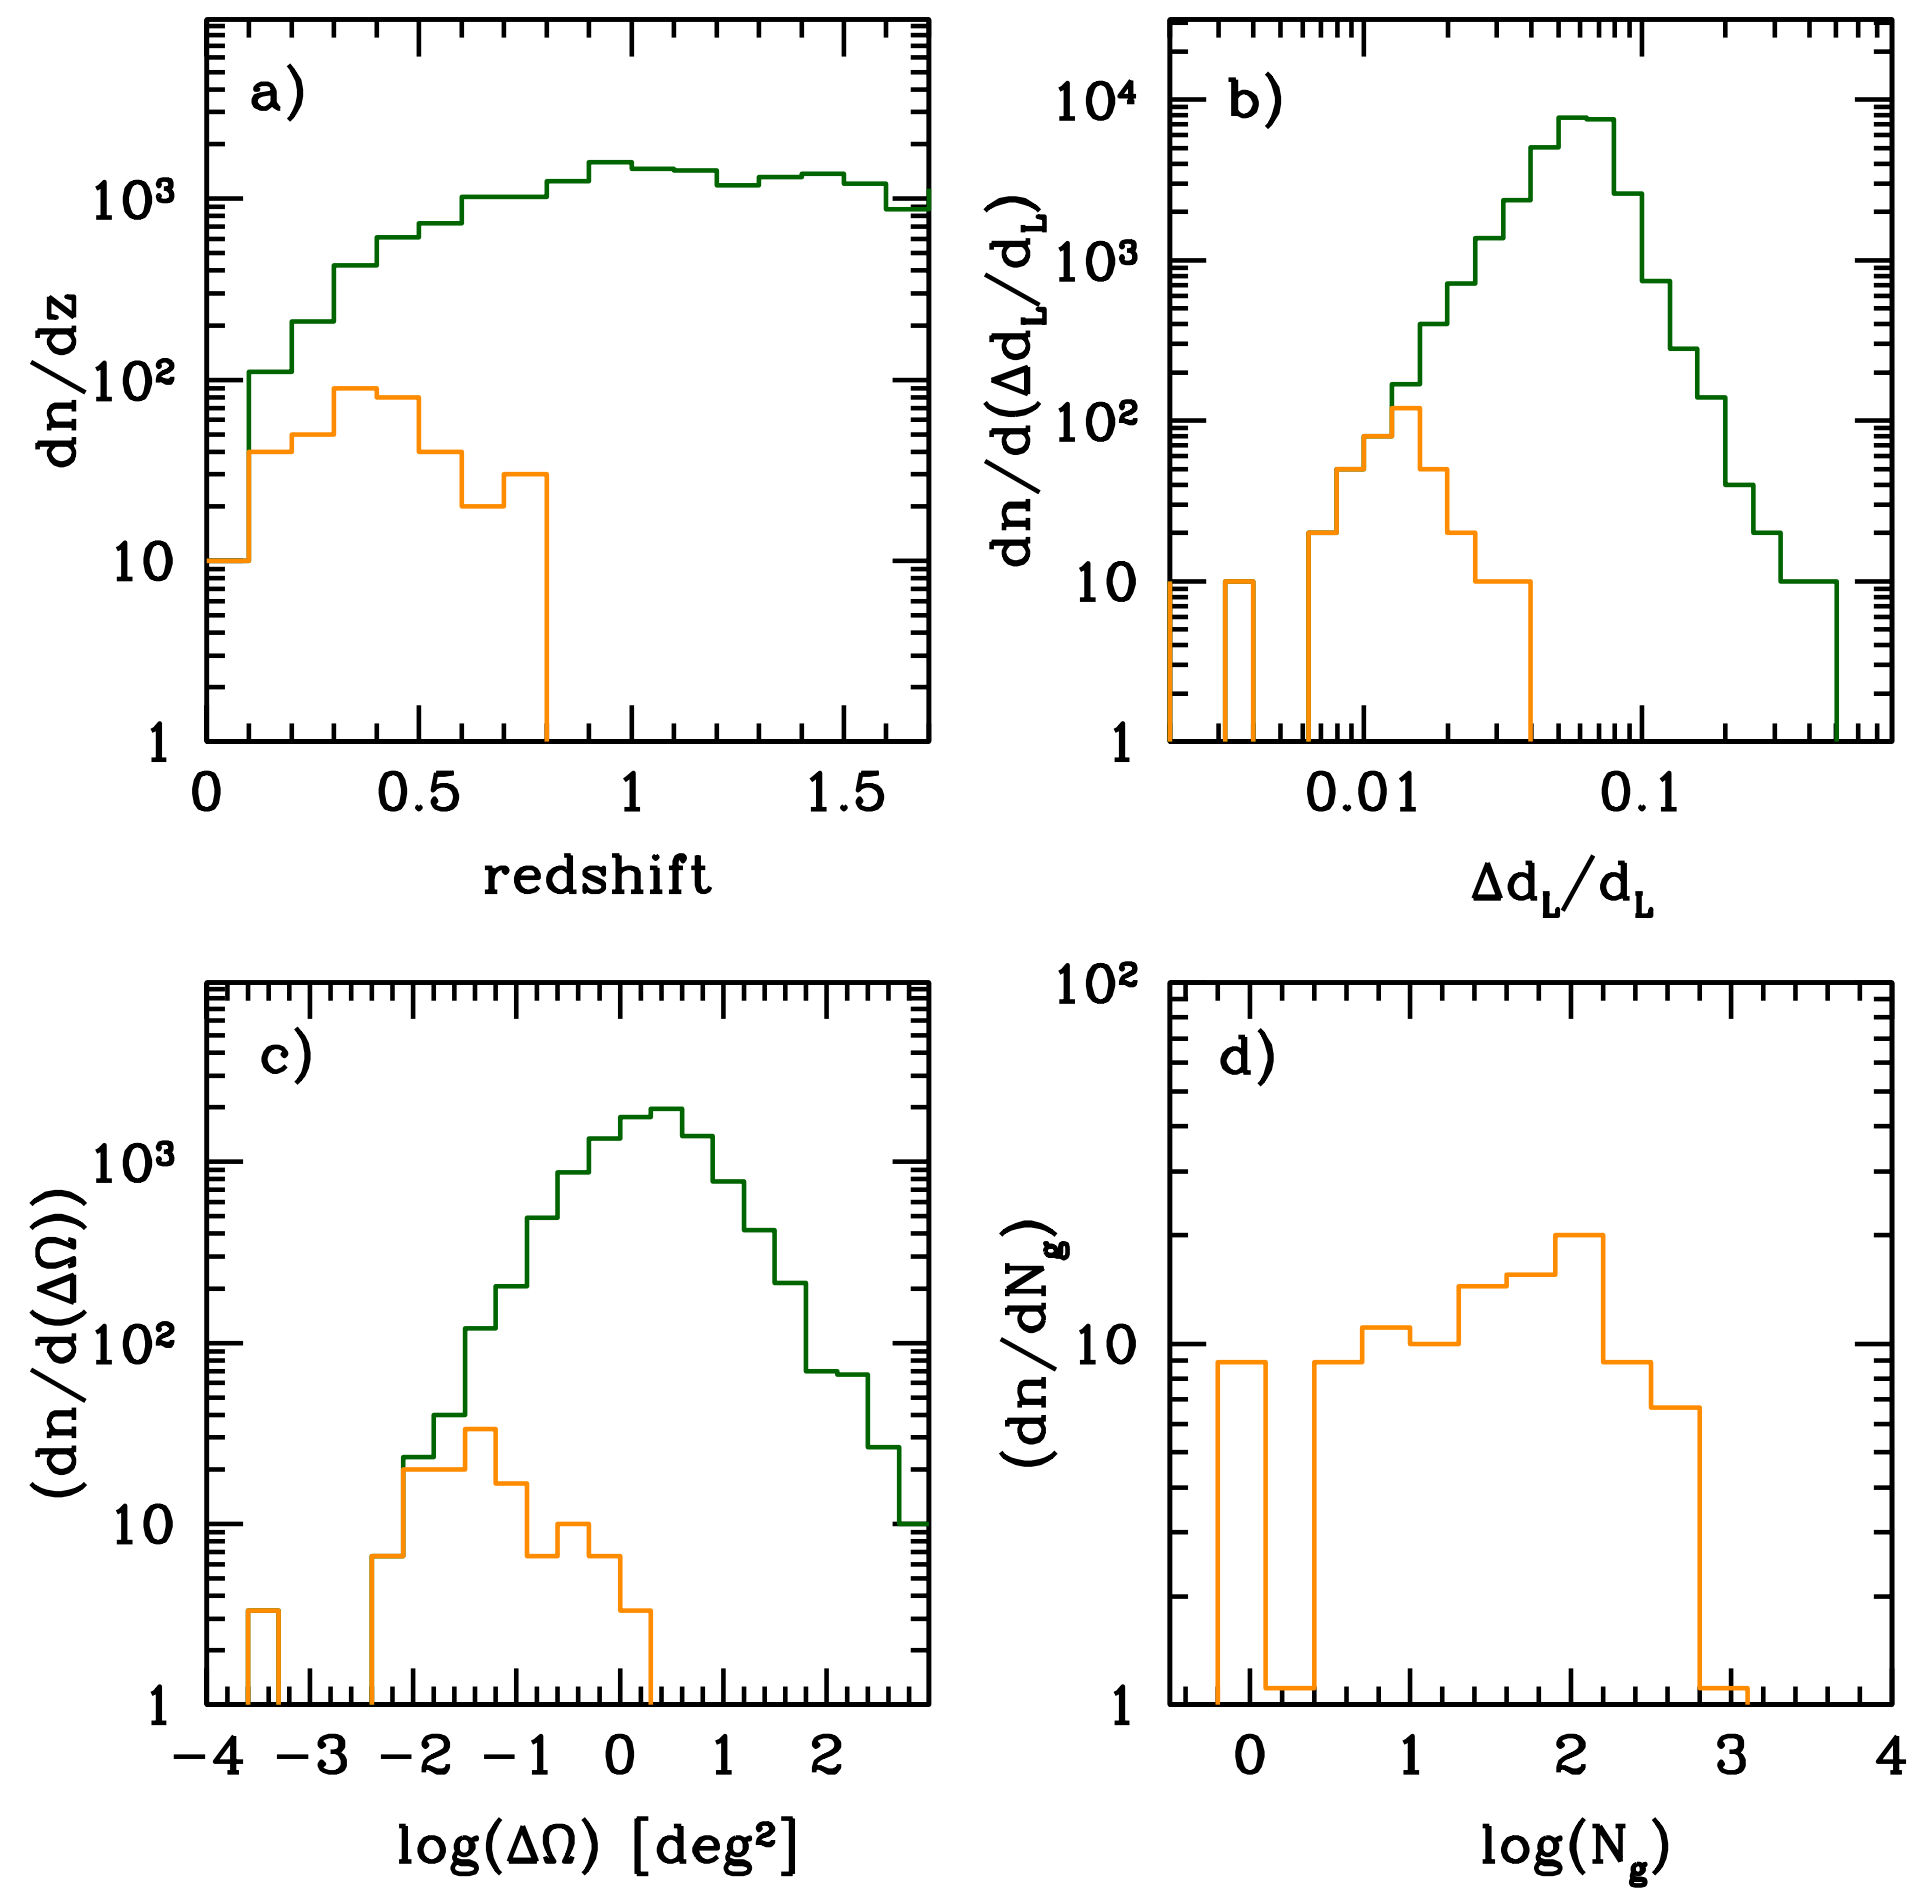 a)
dn/dz
10³
10²
10
1
0 0.5 1 1.5
redshift
b)
dn/d(Δd_L/d_L)
10⁴
10³
10²
10
1
0.01 0.1
Δd_L/d_L
c)
(dn/d(ΔΩ))
10³
10²
10
1
−4 −3 −2 −1 0 1 2
log(ΔΩ) [deg²]
d)
(dn/dN_g)
10²
10
1
0 1 2 3 4
log(N_g)